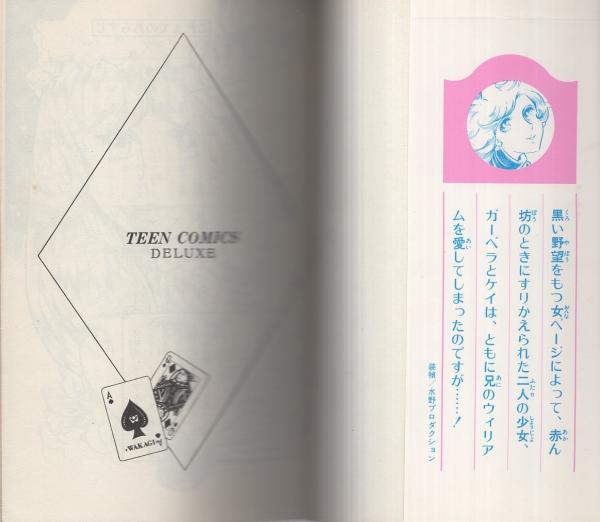 TEEN COMICS
DELUXE
A
WAKAGI
黒い野望をもつ女、ページによって、赤ん
坊のときにすりかえられた二人の少女、
ガーベラとケイは、ともに兄のウィリア
ムを愛してしまったのですが……!
装幀/水野プロダクション